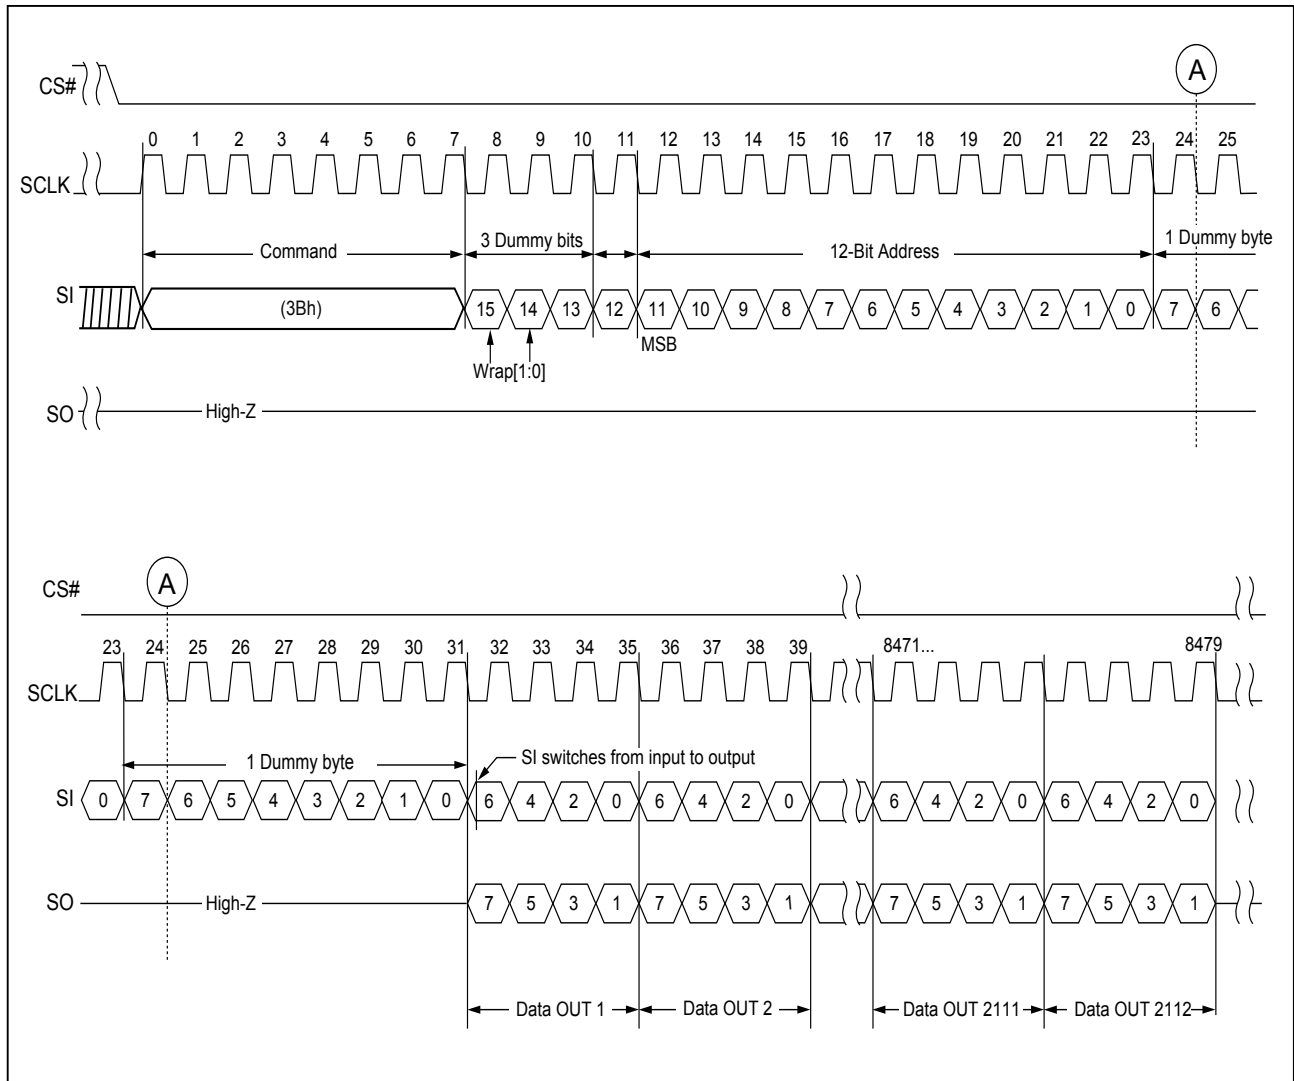 A
CS#
0 1 2 3 4 5 6 7 8 9 10 11 12 13 14 15 16 17 18 19 20 21 22 23 24 25
SCLK
Command 3 Dummy bits 12-Bit Address 1 Dummy byte
SI (3Bh) 15 14 13 12 11 10 9 8 7 6 5 4 3 2 1 0 7 6
MSB
Wrap[1:0]
SO High-Z
A
CS#
23 24 25 26 27 28 29 30 31 32 33 34 35 36 37 38 39 8471... 8479
SCLK
SI switches from input to output
1 Dummy byte
SI 0 7 6 5 4 3 2 1 0 6 4 2 0 6 4 2 0 6 4 2 0 6 4 2 0
SO High-Z 7 5 3 1 7 5 3 1 7 5 3 1 7 5 3 1
Data OUT 1 Data OUT 2 Data OUT 2111 Data OUT 2112